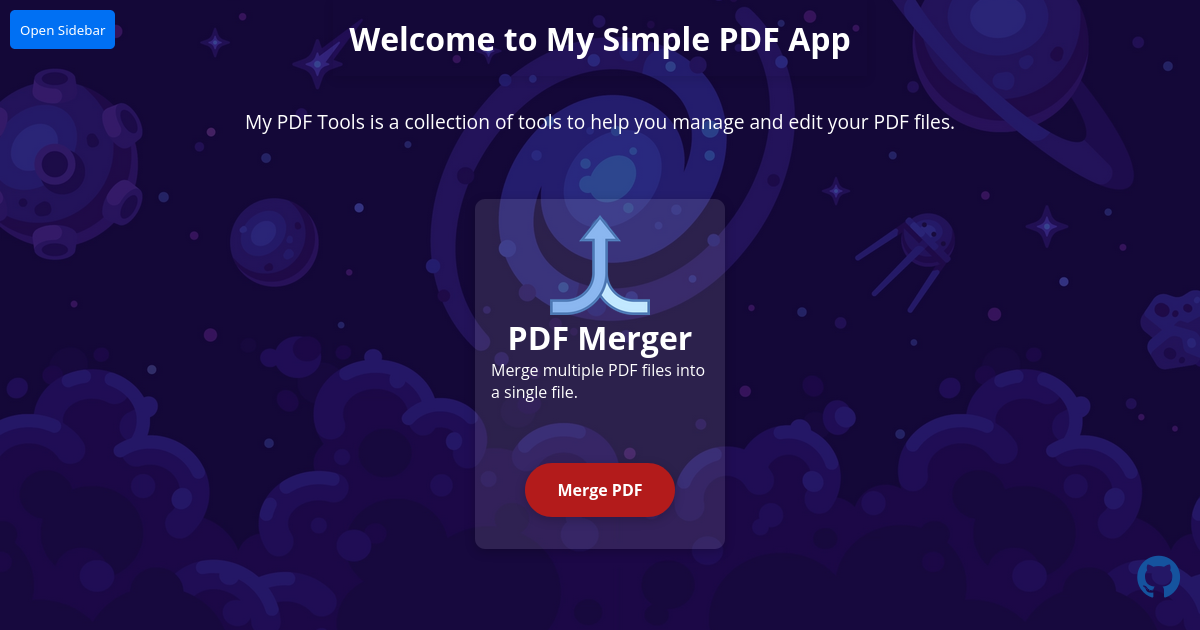 Open Sidebar
Welcome to My Simple PDF App
My PDF Tools is a collection of tools to help you manage and edit your PDF files.
PDF Merger
Merge multiple PDF files into
a single file.
Merge PDF